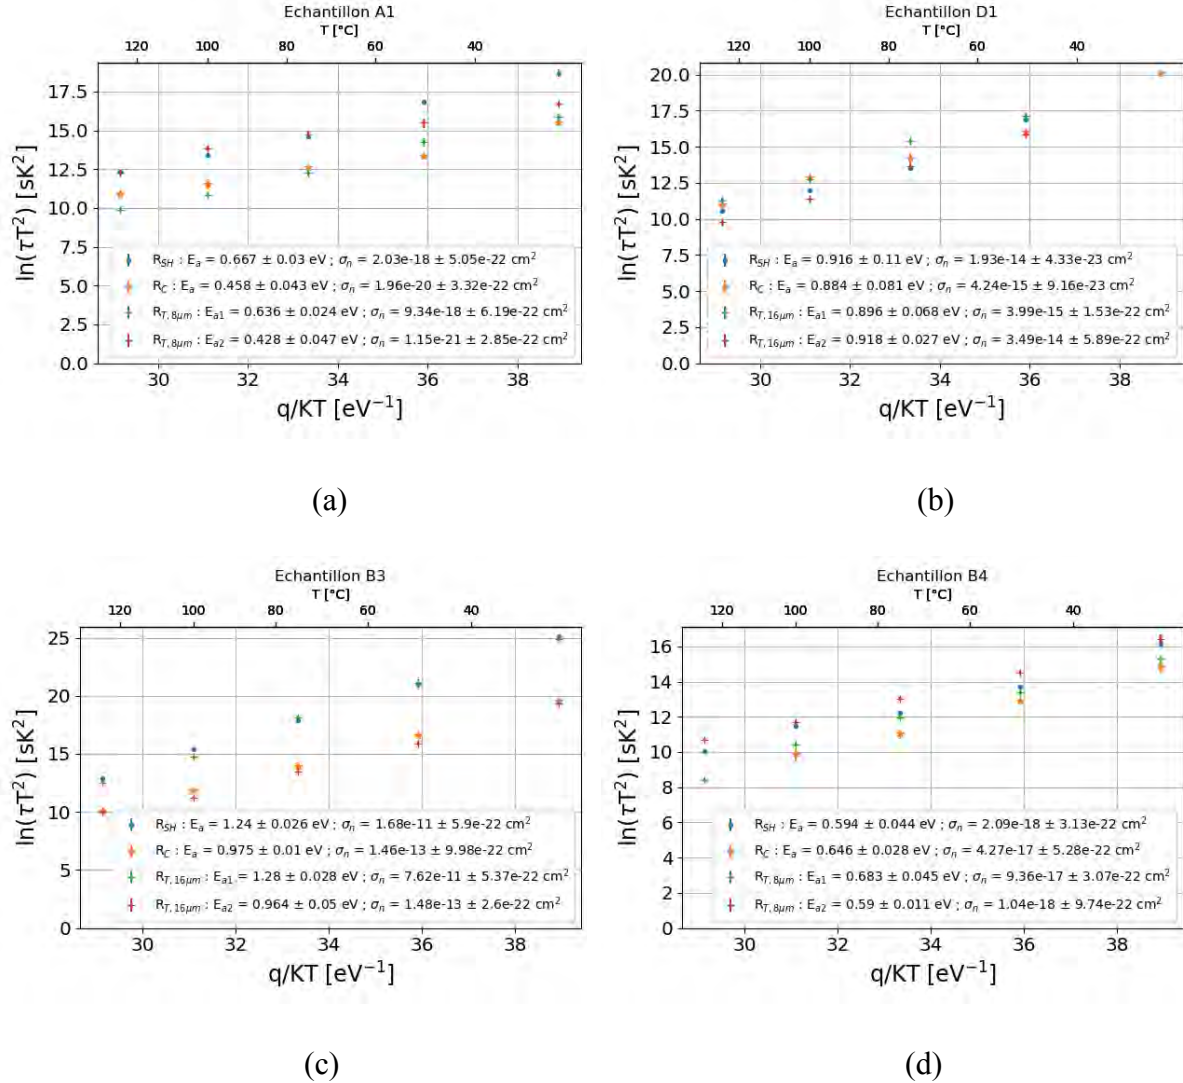 Echantillon A1
T [°C]
120 100 80 60 40
17.5
15.0
12.5
10.0
7.5
5.0
2.5
0.0
ln(τT²) [sK²]
R_SH : E_a = 0.667 ± 0.03 eV ; σ_n = 2.03e-18 ± 5.05e-22 cm²
R_C : E_a = 0.458 ± 0.043 eV ; σ_n = 1.96e-20 ± 3.32e-22 cm²
R_T,8μm : E_a1 = 0.636 ± 0.024 eV ; σ_n = 9.34e-18 ± 6.19e-22 cm²
R_T,8μm : E_a2 = 0.428 ± 0.047 eV ; σ_n = 1.15e-21 ± 2.85e-22 cm²
30 32 34 36 38
q/KT [eV⁻¹]
(a)
Echantillon D1
T [°C]
120 100 80 60 40
20.0
17.5
15.0
12.5
10.0
7.5
5.0
2.5
0.0
ln(τT²) [sK²]
R_SH : E_a = 0.916 ± 0.11 eV ; σ_n = 1.93e-14 ± 4.33e-23 cm²
R_C : E_a = 0.884 ± 0.081 eV ; σ_n = 4.24e-15 ± 9.16e-23 cm²
R_T,16μm : E_a1 = 0.896 ± 0.068 eV ; σ_n = 3.99e-15 ± 1.53e-22 cm²
R_T,16μm : E_a2 = 0.918 ± 0.027 eV ; σ_n = 3.49e-14 ± 5.89e-22 cm²
30 32 34 36 38
q/KT [eV⁻¹]
(b)
Echantillon B3
T [°C]
120 100 80 60 40
25
20
15
10
5
0
ln(τT²) [sK²]
R_SH : E_a = 1.24 ± 0.026 eV ; σ_n = 1.68e-11 ± 5.9e-22 cm²
R_C : E_a = 0.975 ± 0.01 eV ; σ_n = 1.46e-13 ± 9.98e-22 cm²
R_T,16μm : E_a1 = 1.28 ± 0.028 eV ; σ_n = 7.62e-11 ± 5.37e-22 cm²
R_T,16μm : E_a2 = 0.964 ± 0.05 eV ; σ_n = 1.48e-13 ± 2.6e-22 cm²
30 32 34 36 38
q/KT [eV⁻¹]
(c)
Echantillon B4
T [°C]
120 100 80 60 40
16
14
12
10
8
6
4
2
0
ln(τT²) [sK²]
R_SH : E_a = 0.594 ± 0.044 eV ; σ_n = 2.09e-18 ± 3.13e-22 cm²
R_C : E_a = 0.646 ± 0.028 eV ; σ_n = 4.27e-17 ± 5.28e-22 cm²
R_T,8μm : E_a1 = 0.683 ± 0.045 eV ; σ_n = 9.36e-17 ± 3.07e-22 cm²
R_T,8μm : E_a2 = 0.59 ± 0.011 eV ; σ_n = 1.04e-18 ± 9.74e-22 cm²
30 32 34 36 38
q/KT [eV⁻¹]
(d)